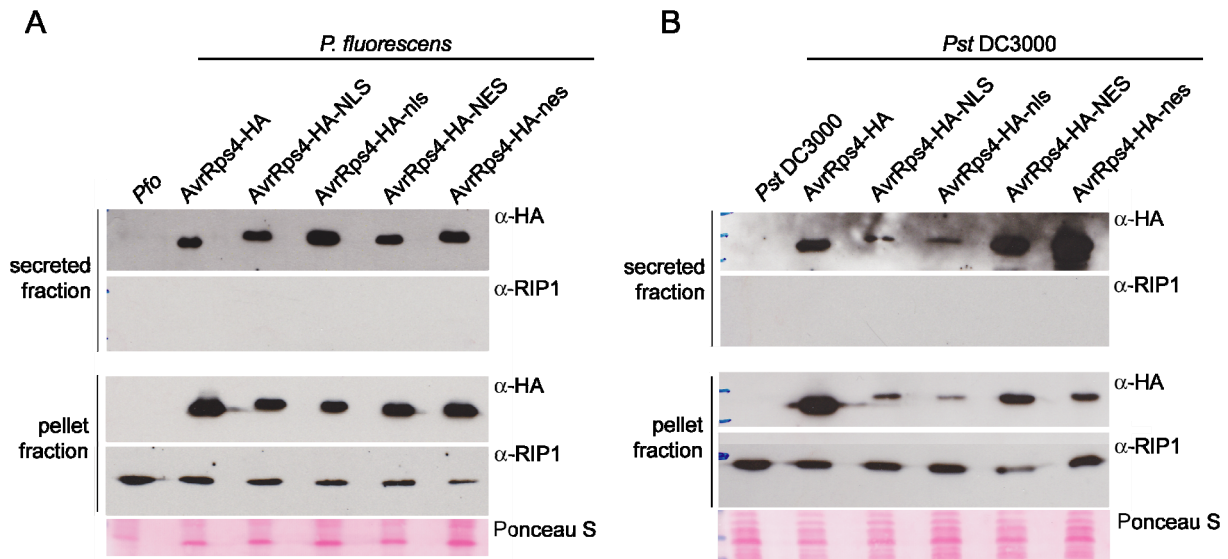 A
P. fluorescens
Pfo
AvrRps4-HA
AvrRps4-HA-NLS
AvrRps4-HA-nls
AvrRps4-HA-NES
AvrRps4-HA-nes
secreted
fraction
α-HA
α-RIP1
pellet
fraction
α-HA
α-RIP1
Ponceau S
B
Pst DC3000
Pst DC3000
AvrRps4-HA
AvrRps4-HA-NLS
AvrRps4-HA-nls
AvrRps4-HA-NES
AvrRps4-HA-nes
secreted
fraction
α-HA
α-RIP1
pellet
fraction
α-HA
α-RIP1
Ponceau S